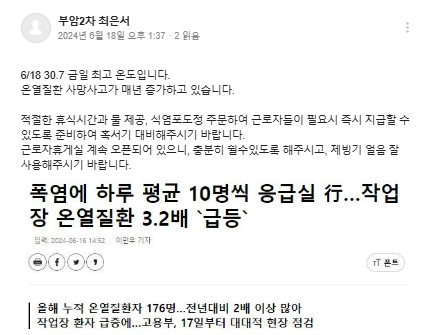 부암2차 최은서
2024년 6월 18일 오후 1:37 · 2 읽음
6/18 30.7 금일 최고 온도입니다.
온열질환 사망사고가 매년 증가하고 있습니다.
적절한 휴식시간과 물 제공, 식염포도정 주문하여 근로자들이 필요시 즉시 지급할 수
있도록 준비하여 혹서기 대비해주시기 바랍니다.
근로자휴게실 계속 오픈되어 있으니, 충분히 쉴수있도록 해주시고, 제빙기 얼음 잘
사용해주시기 바랍니다.
폭염에 하루 평균 10명씩 응급실 行…작업
장 온열질환 3.2배 `급등`
입력: 2024-06-16 14:52 이민우 기자
가T 폰트
올해 누적 온열질환자 176명…전년대비 2배 이상 많아
작업장 환자 급증에…고용부, 17일부터 대대적 현장 점검